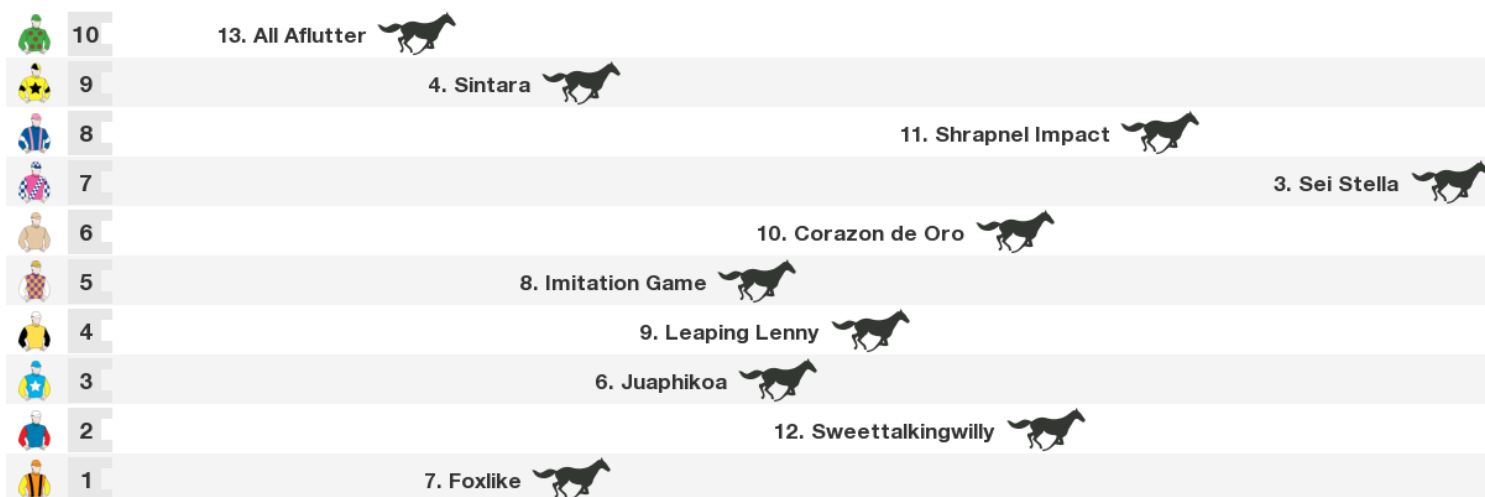 10 13. All Aflutter
9 4. Sintara
8 11. Shrapnel Impact
7 3. Sei Stella
6 10. Corazon de Oro
5 8. Imitation Game
4 9. Leaping Lenny
3 6. Juaphikoa
2 12. Sweettalkingwilly
1 7. Foxlike